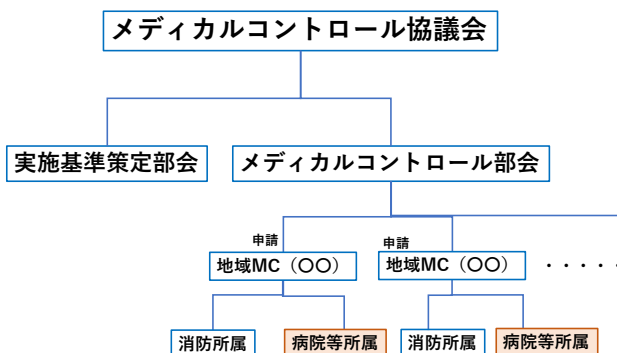 メディカルコントロール協議会
実施基準策定部会
メディカルコントロール部会
申請
申請
地域MC（〇〇）
地域MC（〇〇）
・・・・・
消防所属
病院等所属
消防所属
病院等所属